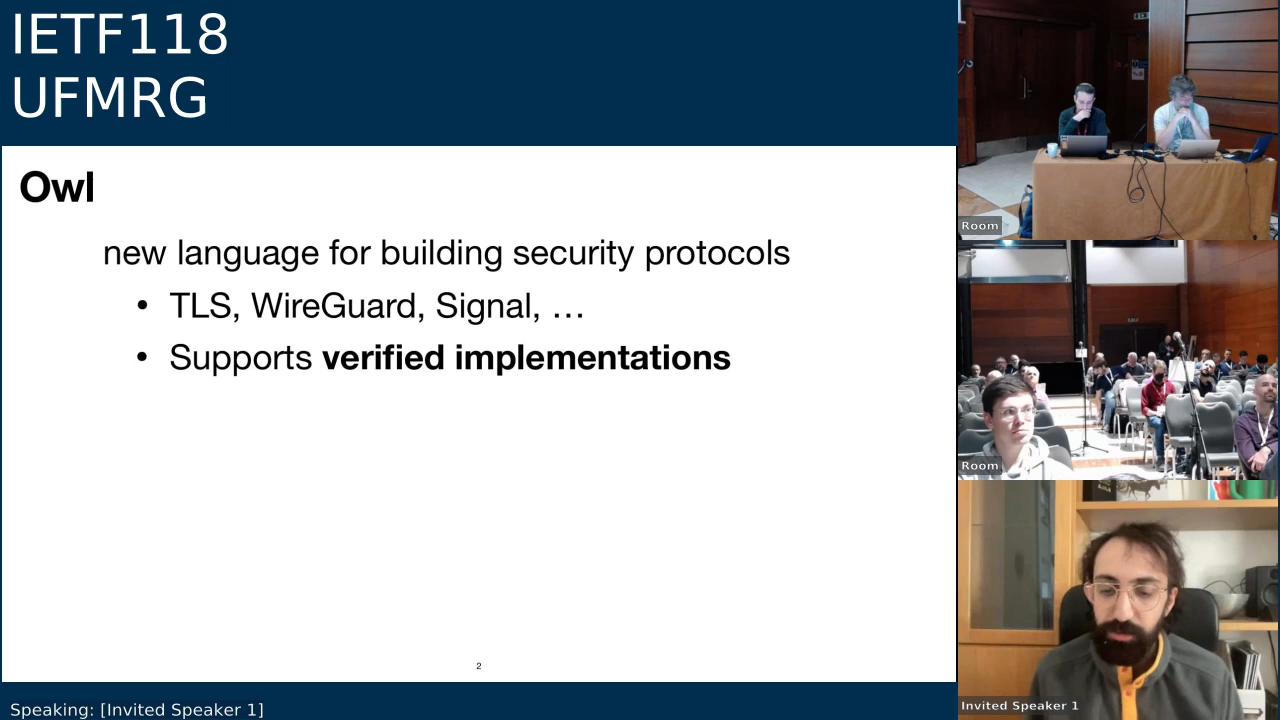 IETF118
UFMRG
Owl
new language for building security protocols
• TLS, WireGuard, Signal, …
• Supports verified implementations
2
Speaking: [Invited Speaker 1]
Room
Room
Invited Speaker 1